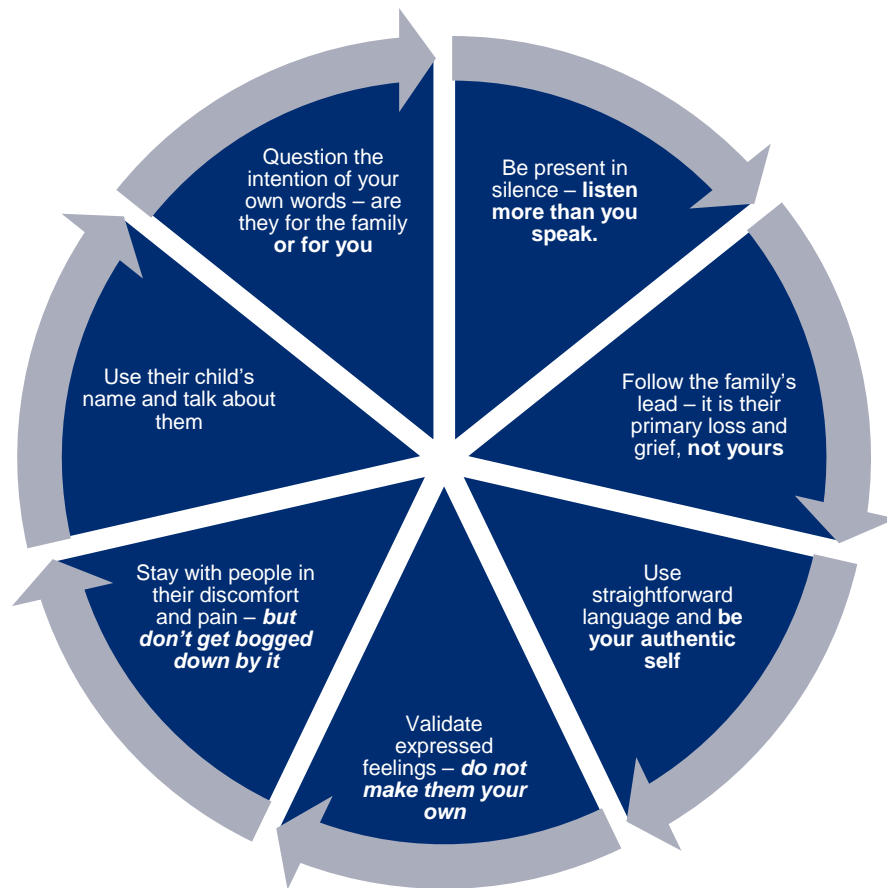 Be present in
silence – listen
more than you
speak.
Follow the family’s
lead – it is their
primary loss and
grief, not yours
Use
straightforward
language and be
your authentic
self
Validate
expressed
feelings – do not
make them your
own
Stay with people in
their discomfort
and pain – but
don’t get bogged
down by it
Use their child’s
name and talk about
them
Question the
intention of your
own words – are
they for the family
or for you